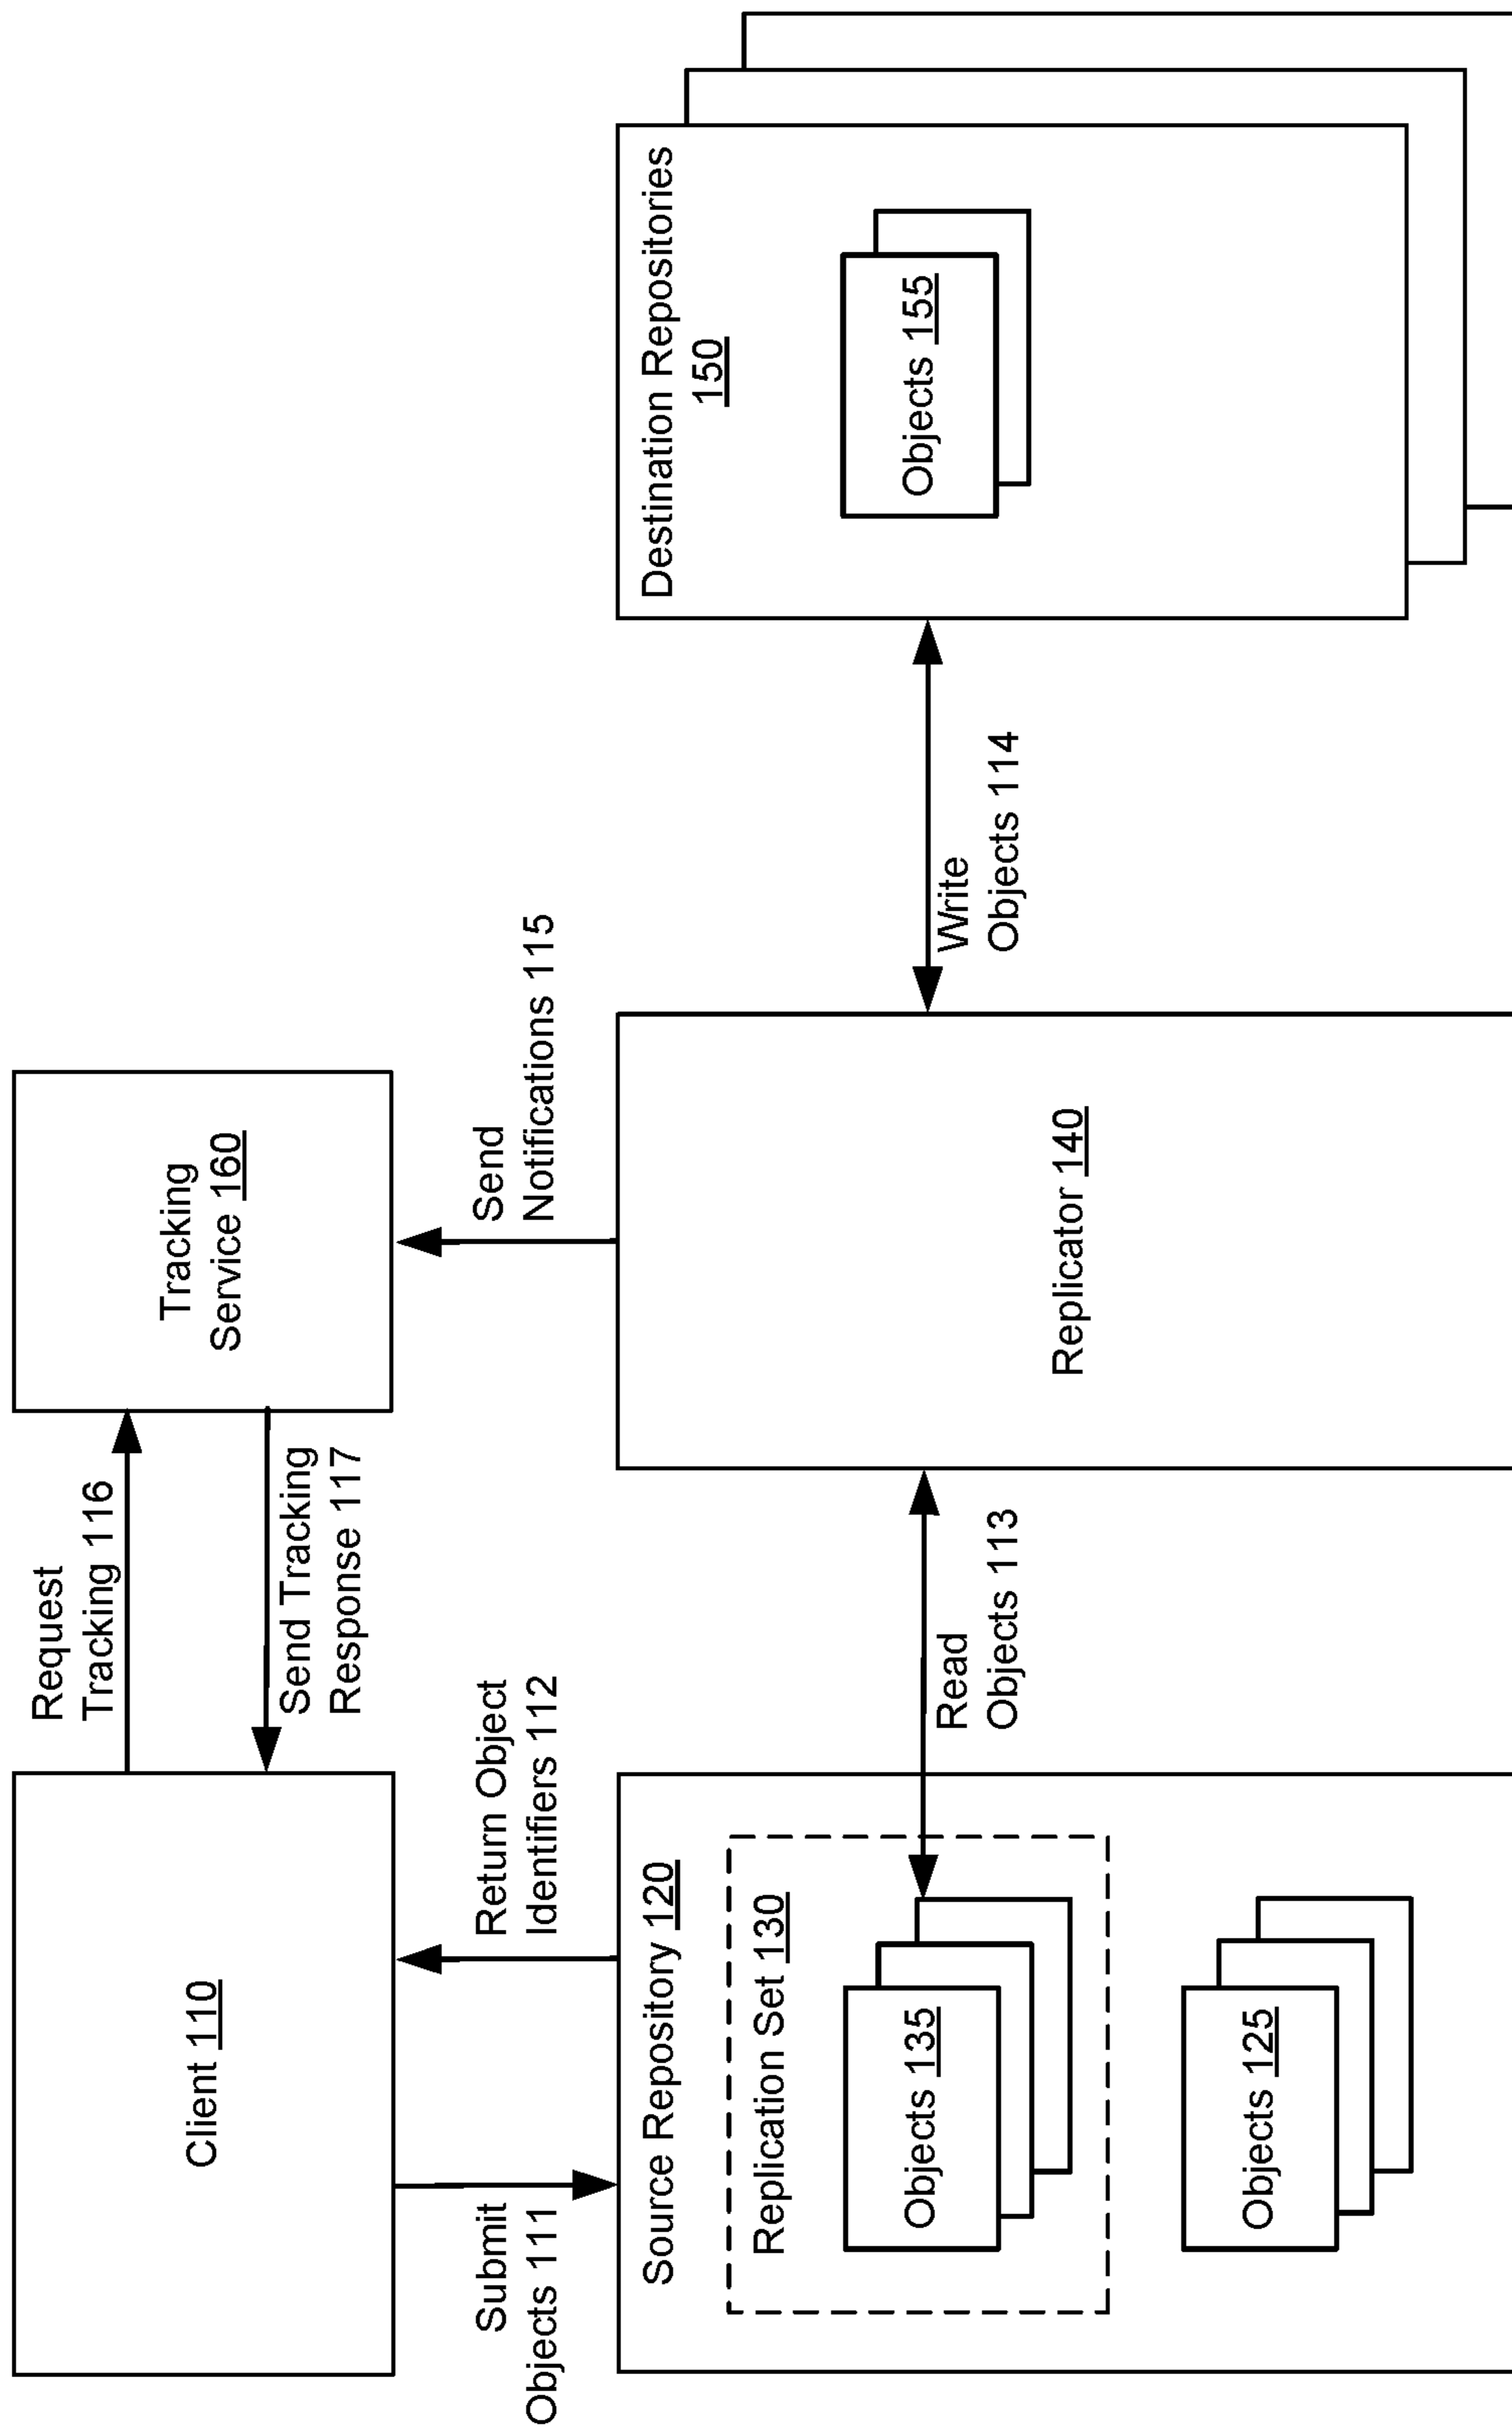 Client 110
Request
Tracking 116
Send Tracking
Response 117
Tracking
Service 160
Submit
Objects 111
Return Object
Identifiers 112
Send
Notifications 115
Source Repository 120
Replication Set 130
Objects 135
Objects 125
Read
Objects 113
Replicator 140
Write
Objects 114
Destination Repositories
150
Objects 155